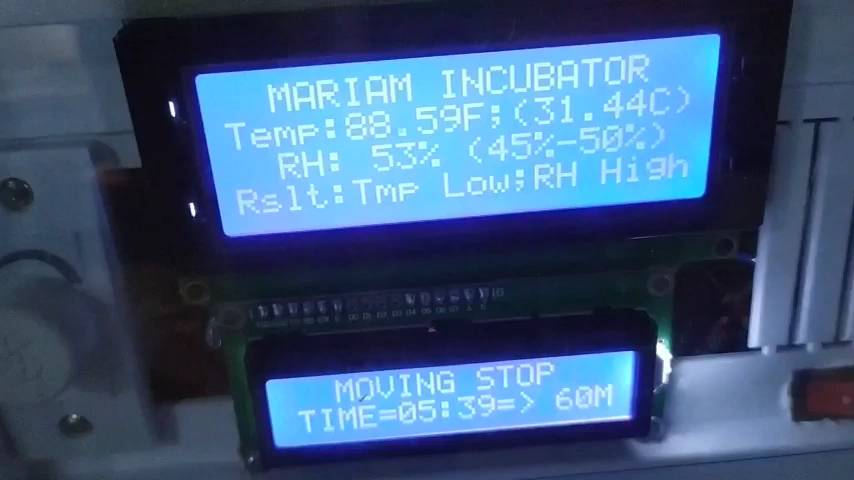 MARIAM INCUBATOR
Temp:88.59F;(31.44C)
RH: 53% (45%-50%)
Rslt:Tmp Low;RH High
MOVING STOP
TIME=05:39=> 60M